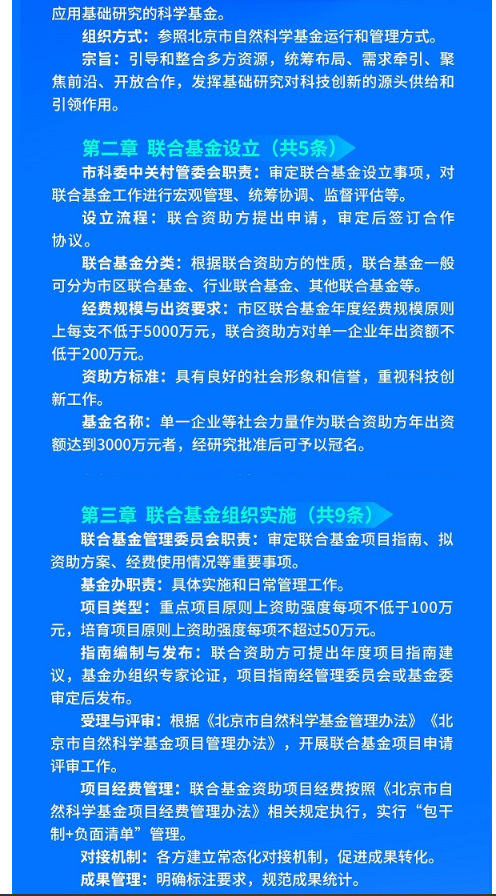 应用基础研究的科学基金。
组织方式：参照北京市自然科学基金运行和管理方式。
宗旨：引导和整合多方资源，统筹布局、需求牵引、聚
焦前沿、开放合作，发挥基础研究对科技创新的源头供给和
引领作用。
第二章 联合基金设立（共5条）
市科委中关村管委会职责：审定联合基金设立事项，对
联合基金工作进行宏观管理、统筹协调、监督评估等。
设立流程：联合资助方提出申请，审定后签订合作
协议。
联合基金分类：根据联合资助方的性质，联合基金一般
可分为市区联合基金、行业联合基金、其他联合基金等。
经费规模与出资要求：市区联合基金年度经费规模原则
上每支不低于5000万元，联合资助方对单一企业年出资额不
低于200万元。
资助方标准：具有良好的社会形象和信誉，重视科技创
新工作。
基金名称：单一企业等社会力量作为联合资助方年出资
额达到3000万元者，经研究批准后可予以冠名。
第三章 联合基金组织实施（共9条）
联合基金管理委员会职责：审定联合基金项目指南、拟
资助方案、经费使用情况等重要事项。
基金办职责：具体实施和日常管理工作。
项目类型：重点项目原则上资助强度每项不低于100万
元，培育项目原则上资助强度每项不超过50万元。
指南编制与发布：联合资助方可提出年度项目指南建
议，基金办组织专家论证，项目指南经管理委员会或基金委
审定后发布。
受理与评审：根据《北京市自然科学基金管理办法》《北
京市自然科学基金项目管理办法》，开展联合基金项目申请
评审工作。
项目经费管理：联合基金资助项目经费按照《北京市自
然科学基金项目经费管理办法》相关规定执行，实行“包干
制+负面清单”管理。
对接机制：各方建立常态化对接机制，促进成果转化。
成果管理：明确标注要求，规范成果统计。